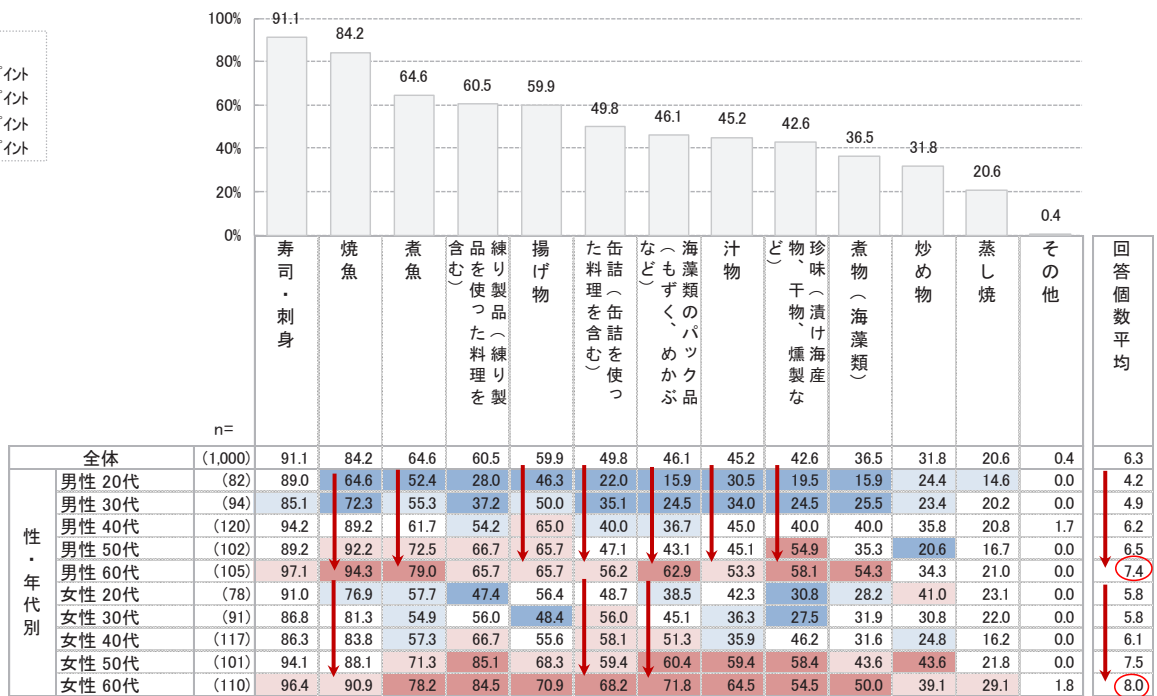 100%
80%
60%
40%
20%
0%
イント
イント
イント
イント
91.1
84.2
64.6
60.5
59.9
49.8
46.1
45.2
42.6
36.5
31.8
20.6
0.4
寿司・刺身
焼魚
煮魚
練り製品（練り製
品を使った料理を
含む）
揚げ物
缶詰（缶詰を使っ
た料理を含む）
海藻類のパック品
（もずく、めかぶ
など）
汁物
珍味（漬け海産
物、干物、燻製な
ど）
煮物（海藻類）
炒め物
蒸し焼
その他
回答個数平均
n=
全体 (1,000) 91.1 84.2 64.6 60.5 59.9 49.8 46.1 45.2 42.6 36.5 31.8 20.6 0.4 6.3
性・年代別
男性 20代 (82) 89.0 64.6 52.4 28.0 46.3 22.0 15.9 30.5 19.5 15.9 24.4 14.6 0.0 4.2
男性 30代 (94) 85.1 72.3 55.3 37.2 50.0 35.1 24.5 34.0 24.5 25.5 23.4 20.2 0.0 4.9
男性 40代 (120) 94.2 89.2 61.7 54.2 65.0 40.0 36.7 45.0 40.0 40.0 35.8 20.8 1.7 6.2
男性 50代 (102) 89.2 92.2 72.5 66.7 65.7 47.1 43.1 45.1 54.9 35.3 20.6 16.7 0.0 6.5
男性 60代 (105) 97.1 94.3 79.0 65.7 65.7 56.2 62.9 53.3 58.1 54.3 34.3 21.0 0.0 7.4
女性 20代 (78) 91.0 76.9 57.7 47.4 56.4 48.7 38.5 42.3 30.8 28.2 41.0 23.1 0.0 5.8
女性 30代 (91) 86.8 81.3 54.9 56.0 48.4 56.0 45.1 36.3 27.5 31.9 30.8 22.0 0.0 5.8
女性 40代 (117) 86.3 83.8 57.3 66.7 55.6 58.1 51.3 35.9 46.2 31.6 24.8 16.2 0.0 6.1
女性 50代 (101) 94.1 88.1 71.3 85.1 68.3 59.4 60.4 59.4 58.4 43.6 43.6 21.8 0.0 7.5
女性 60代 (110) 96.4 90.9 78.2 84.5 70.9 68.2 71.8 64.5 54.5 50.0 39.1 29.1 1.8 8.0